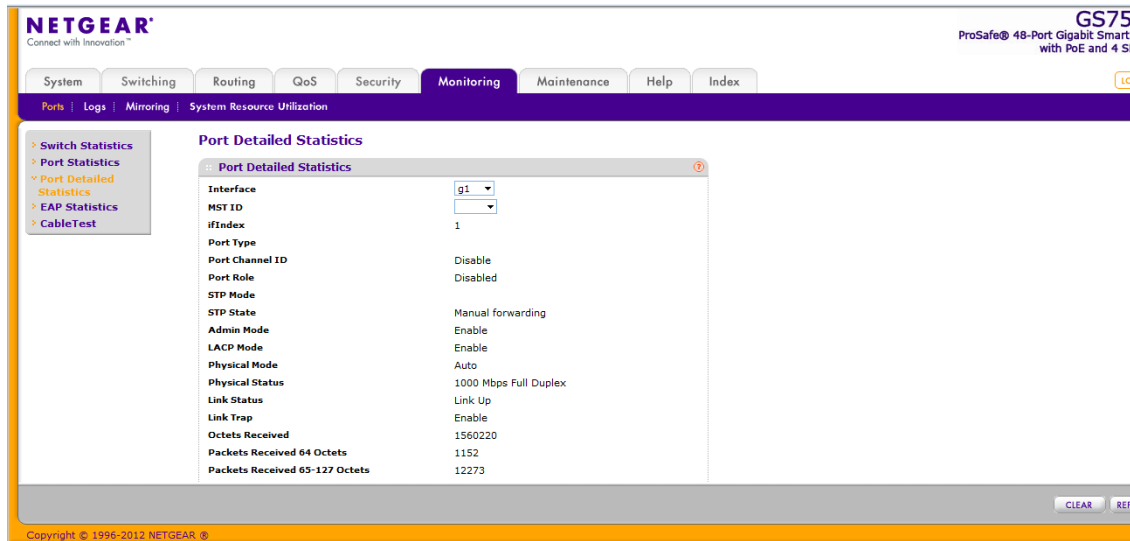 NETGEAR®
Connect with Innovation™
GS75
ProSafe® 48-Port Gigabit Smart
with PoE and 4 S
System Switching Routing QoS Security Monitoring Maintenance Help Index
LO
Ports | Logs | Mirroring | System Resource Utilization
Switch Statistics
Port Statistics
Port Detailed
Statistics
EAP Statistics
CableTest
Port Detailed Statistics
Port Detailed Statistics ?
Interface g1
MST ID
ifIndex 1
Port Type
Port Channel ID Disable
Port Role Disabled
STP Mode
STP State Manual forwarding
Admin Mode Enable
LACP Mode Enable
Physical Mode Auto
Physical Status 1000 Mbps Full Duplex
Link Status Link Up
Link Trap Enable
Octets Received 1560220
Packets Received 64 Octets 1152
Packets Received 65-127 Octets 12273
CLEAR REF
Copyright © 1996-2012 NETGEAR ®